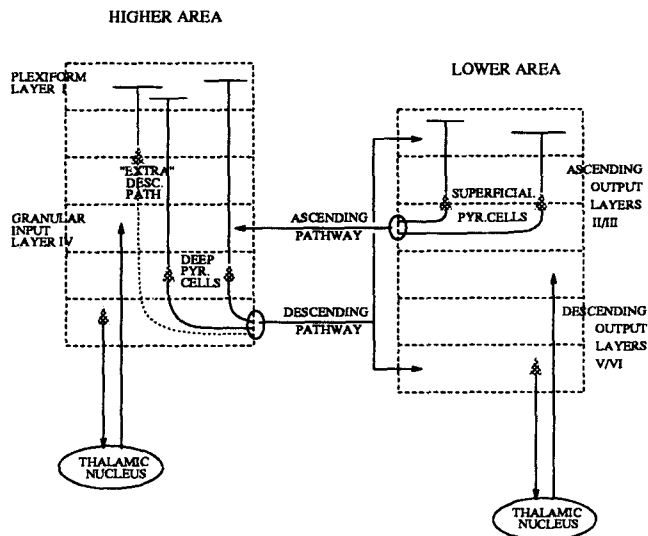 HIGHER AREA
PLEXIFORM
LAYER I
"EXTRA"
DESC.
PATH
GRANULAR
INPUT
LAYER IV
DEEP
PYR.
CELLS
THALAMIC
NUCLEUS
ASCENDING
PATHWAY
DESCENDING
PATHWAY
LOWER AREA
SUPERFICIAL
PYR.CELLS
ASCENDING
OUTPUT
LAYERS
II/III
DESCENDING
OUTPUT
LAYERS
V/VI
THALAMIC
NUCLEUS